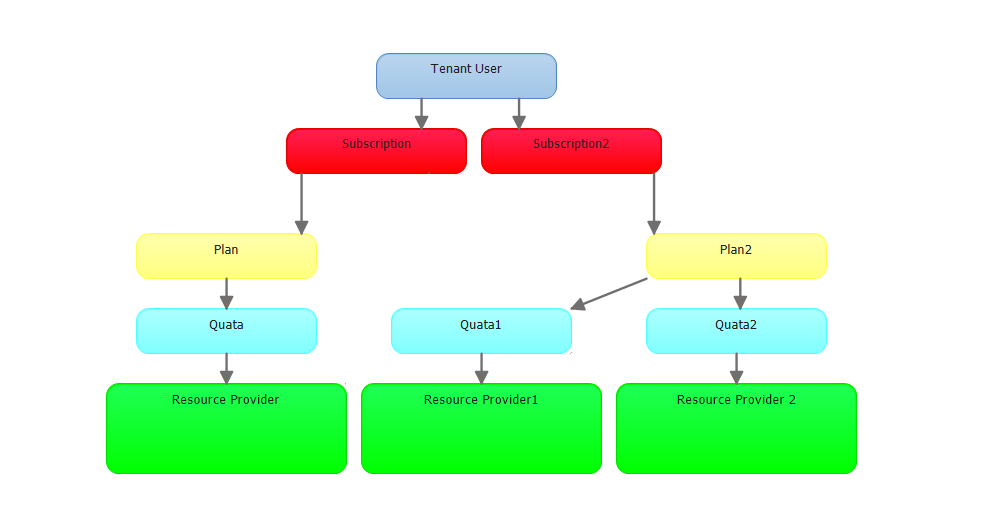 Tenant User
Subscription
Subscription2
Plan
Plan2
Quata
Quata1
Quata2
Resource Provider
Resource Provider1
Resource Provider 2